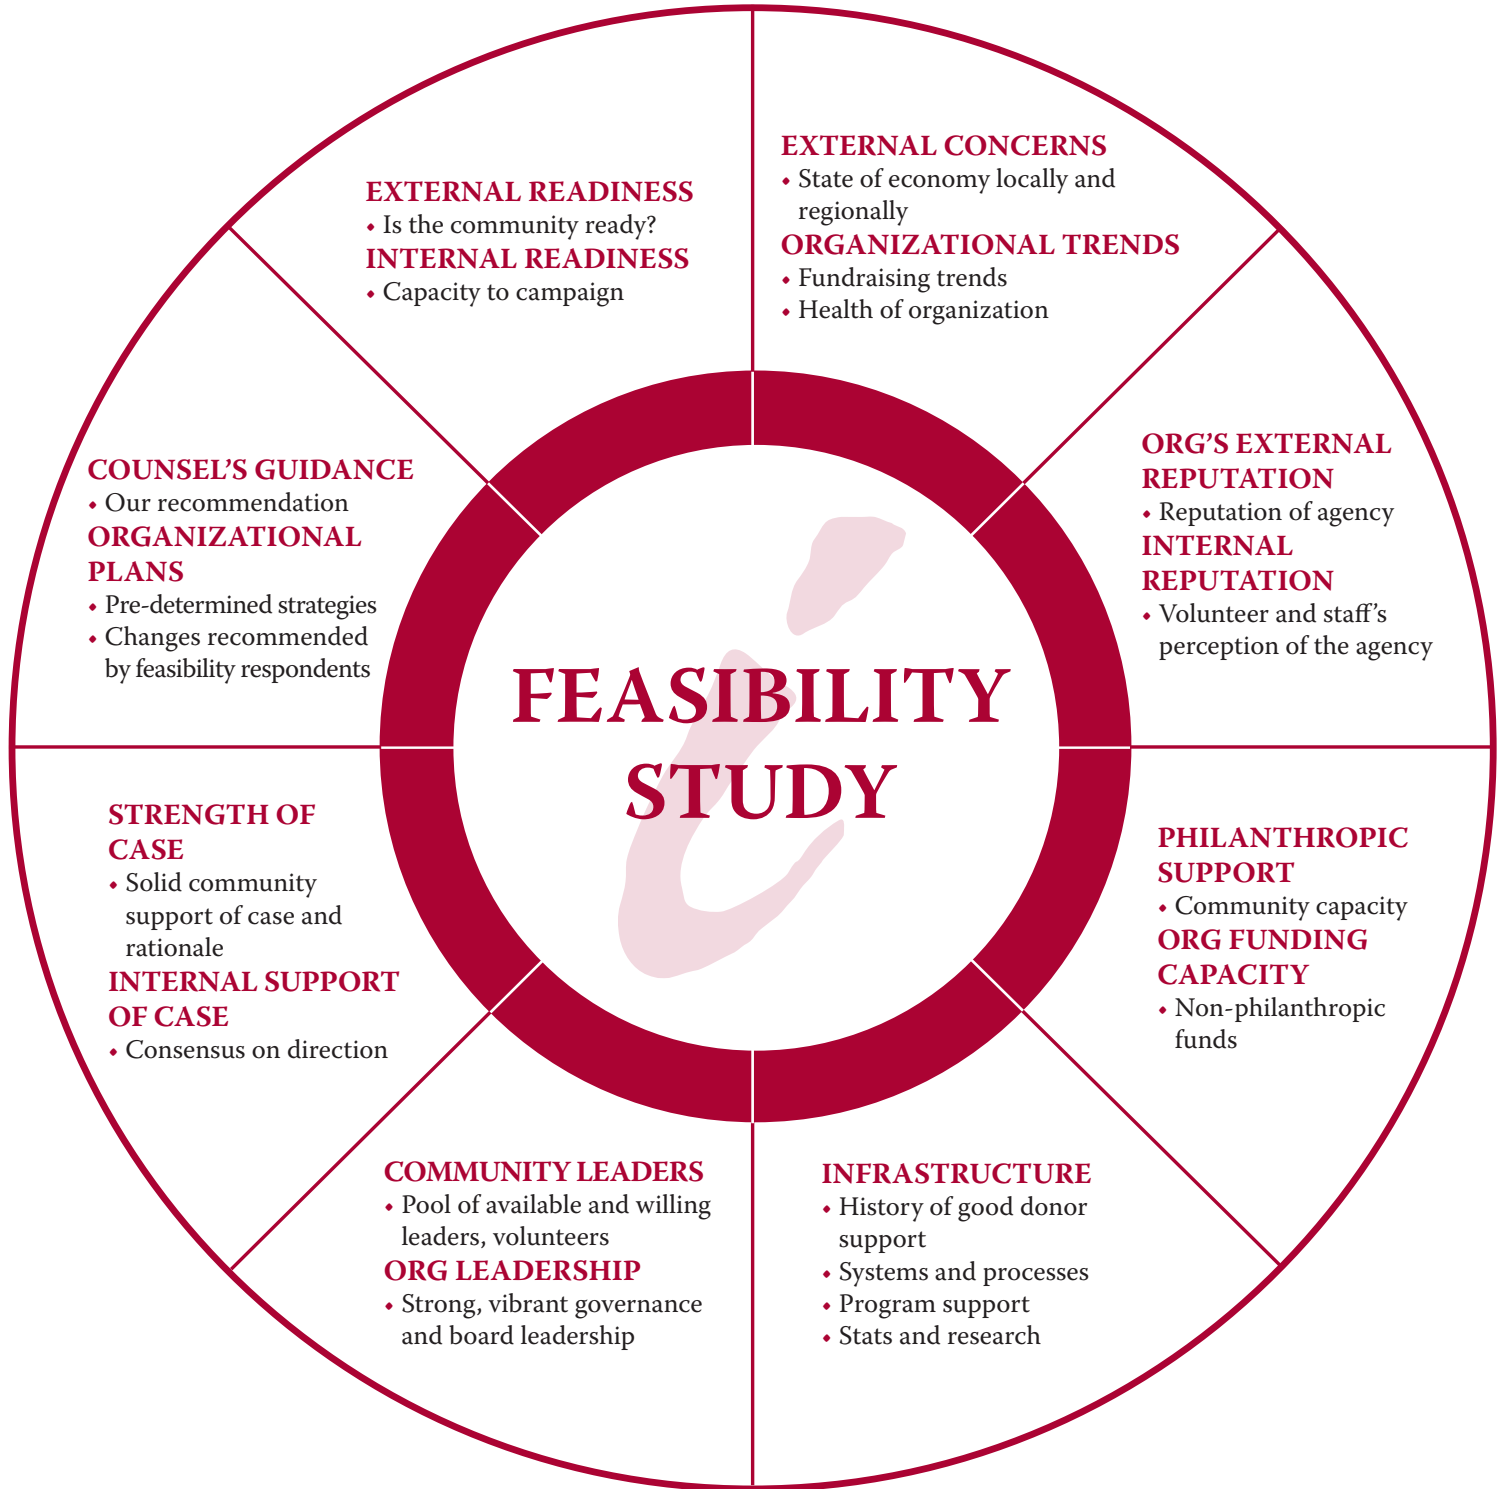 EXTERNAL CONCERNS
• State of economy locally and
regionally
ORGANIZATIONAL TRENDS
• Fundraising trends
• Health of organization
ORG’S EXTERNAL
REPUTATION
• Reputation of agency
INTERNAL
REPUTATION
• Volunteer and staff’s
perception of the agency
PHILANTHROPIC
SUPPORT
• Community capacity
ORG FUNDING
CAPACITY
• Non-philanthropic
funds
INFRASTRUCTURE
• History of good donor
support
• Systems and processes
• Program support
• Stats and research
COMMUNITY LEADERS
• Pool of available and willing
leaders, volunteers
ORG LEADERSHIP
• Strong, vibrant governance
and board leadership
STRENGTH OF
CASE
• Solid community
support of case and
rationale
INTERNAL SUPPORT
OF CASE
• Consensus on direction
COUNSEL’S GUIDANCE
• Our recommendation
ORGANIZATIONAL
PLANS
• Pre-determined strategies
• Changes recommended
by feasibility respondents
EXTERNAL READINESS
• Is the community ready?
INTERNAL READINESS
• Capacity to campaign
i
FEASIBILITY
STUDY